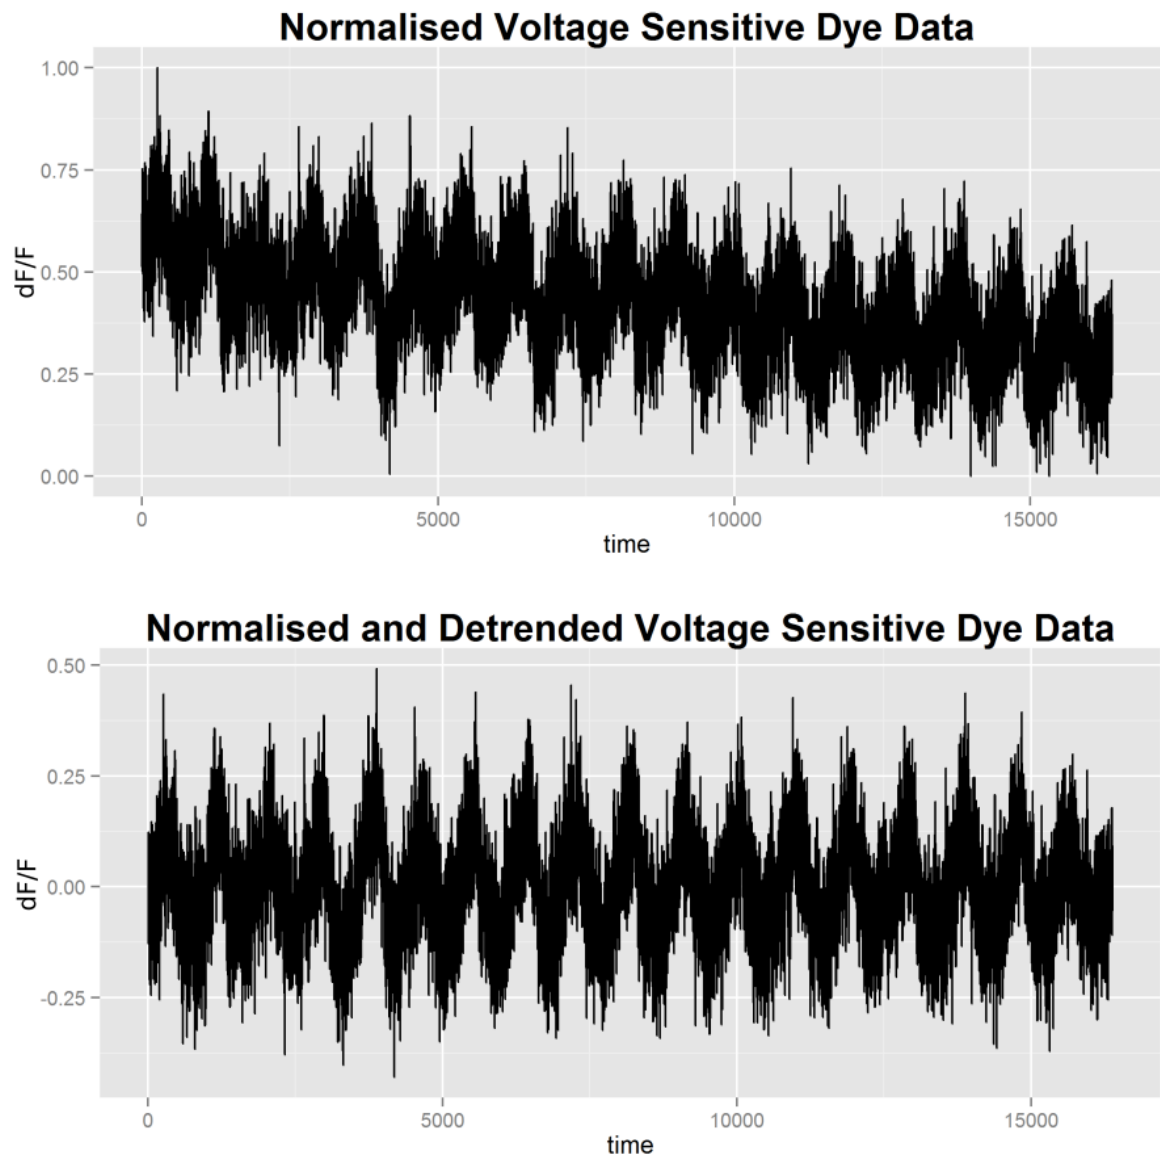 Normalised Voltage Sensitive Dye Data
1.00
0.75
0.50
0.25
0.00
dF/F
0 5000 10000 15000
time
Normalised and Detrended Voltage Sensitive Dye Data
0.50
0.25
0.00
-0.25
dF/F
0 5000 10000 15000
time